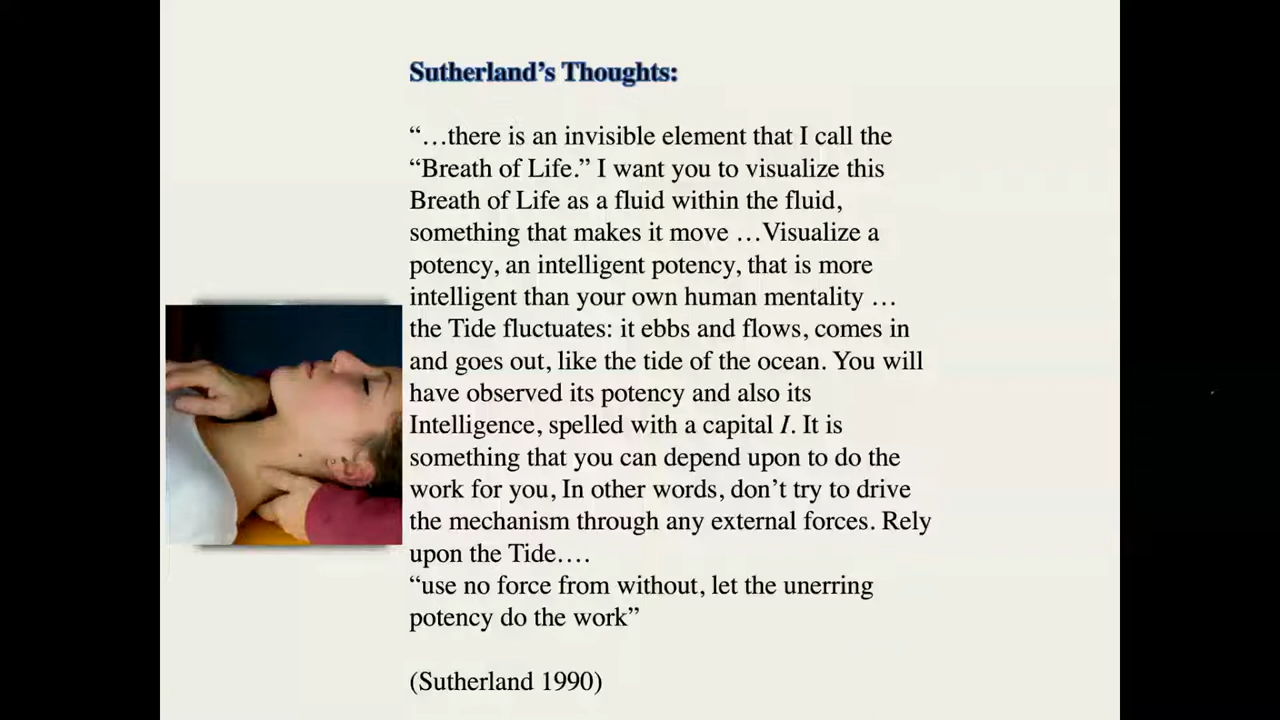 Sutherland’s Thoughts:
“…there is an invisible element that I call the
“Breath of Life.” I want you to visualize this
Breath of Life as a fluid within the fluid,
something that makes it move …Visualize a
potency, an intelligent potency, that is more
intelligent than your own human mentality …
the Tide fluctuates: it ebbs and flows, comes in
and goes out, like the tide of the ocean. You will
have observed its potency and also its
Intelligence, spelled with a capital I. It is
something that you can depend upon to do the
work for you, In other words, don’t try to drive
the mechanism through any external forces. Rely
upon the Tide….
“use no force from without, let the unerring
potency do the work”
(Sutherland 1990)